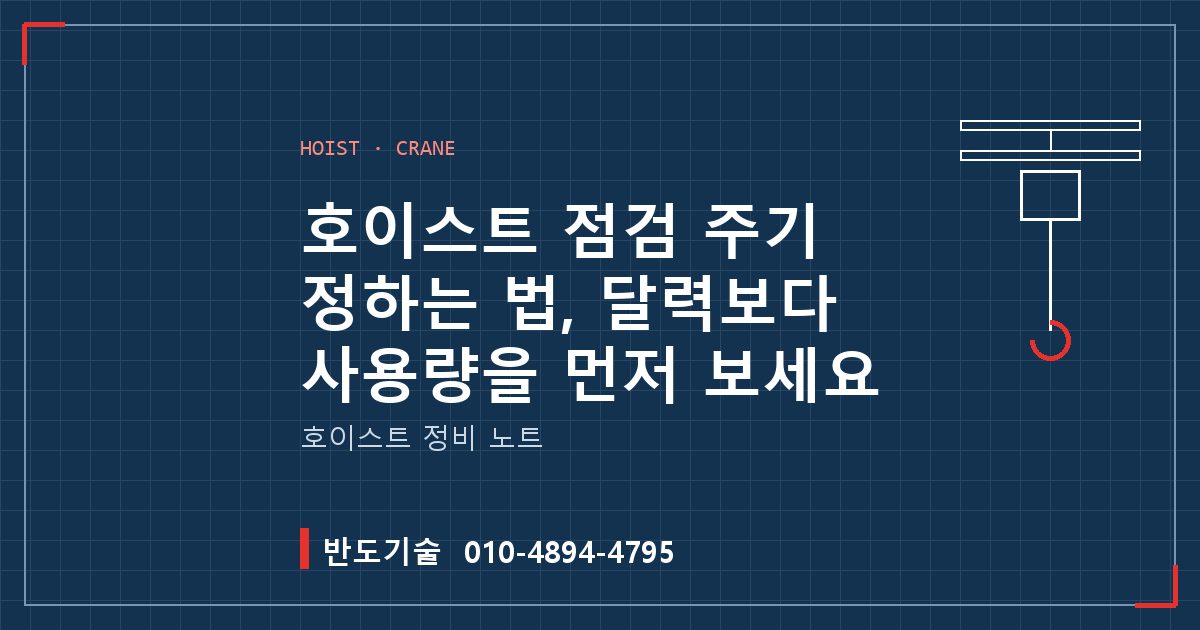 HOIST · CRANE
호이스트 점검 주기
정하는 법, 달력보다
사용량을 먼저 보세요
호이스트 정비 노트
반도기술 010-4894-4795